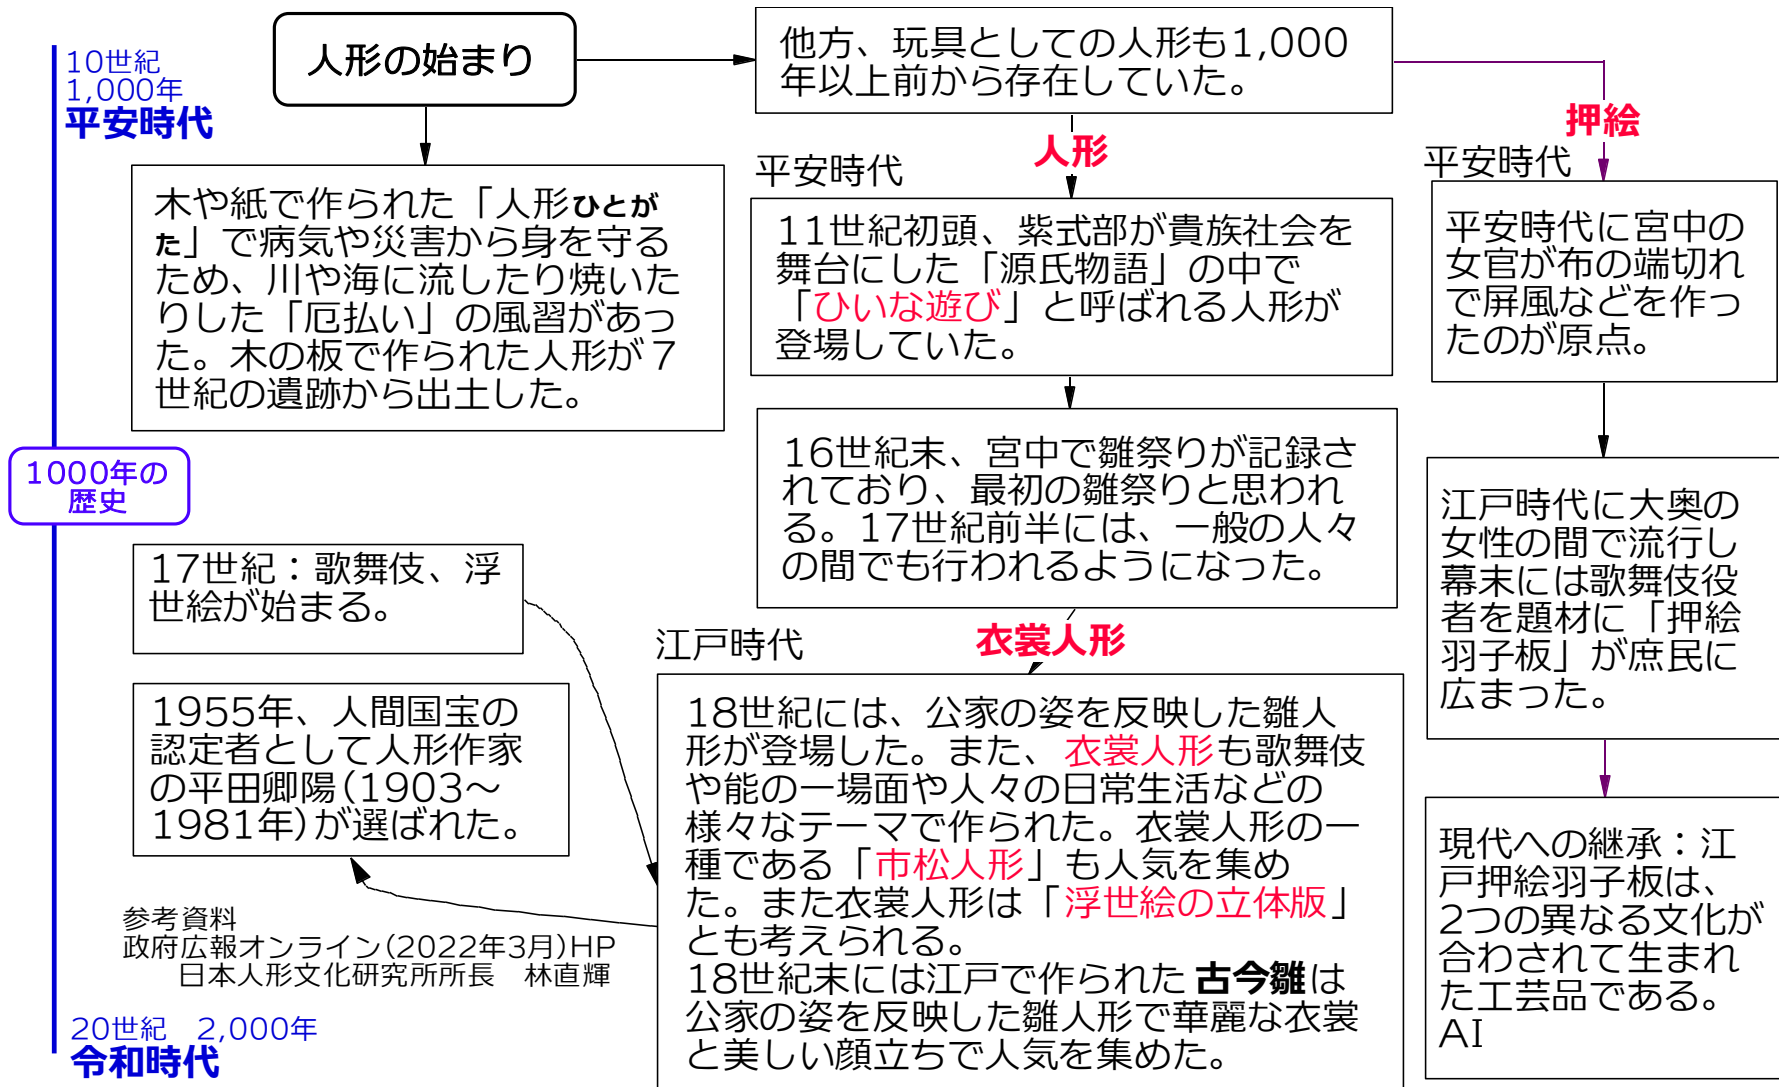 10世紀
1,000年
平安時代
人形の始まり
他方、玩具としての人形も1,000
年以上前から存在していた。
木や紙で作られた「人形ひとが
た」で病気や災害から身を守る
ため、川や海に流したり焼いた
りした「厄払い」の風習があっ
た。木の板で作られた人形が７
世紀の遺跡から出土した。
人形
平安時代
11世紀初頭、紫式部が貴族社会を
舞台にした「源氏物語」の中で
「ひいな遊び」と呼ばれる人形が
登場していた。
押絵
平安時代
平安時代に宮中の
女官が布の端切れ
で屏風などを作っ
たのが原点。
1000年の
歴史
16世紀末、宮中で雛祭りが記録さ
れており、最初の雛祭りと思われ
る。17世紀前半には、一般の人々
の間でも行われるようになった。
江戸時代に大奥の
女性の間で流行し
幕末には歌舞伎役
者を題材に「押絵
羽子板」が庶民に
広まった。
17世紀：歌舞伎、浮
世絵が始まる。
江戸時代
衣裳人形
18世紀には、公家の姿を反映した雛人
形が登場した。また、衣裳人形も歌舞伎
や能の一場面や人々の日常生活などの
様々なテーマで作られた。衣裳人形の一
種である「市松人形」も人気を集め
た。また衣裳人形は「浮世絵の立体版」
とも考えられる。
18世紀末には江戸で作られた 古今雛は
公家の姿を反映した雛人形で華麗な衣裳
と美しい顔立ちで人気を集めた。
1955年、人間国宝の
認定者として人形作家
の平田卿陽(1903～
1981年)が選ばれた。
現代への継承：江
戸押絵羽子板は、
2つの異なる文化が
合わされて生まれ
た工芸品である。
AI
参考資料
政府広報オンライン(2022年3月)HP
日本人形文化研究所所長　林直輝
20世紀　2,000年
令和時代